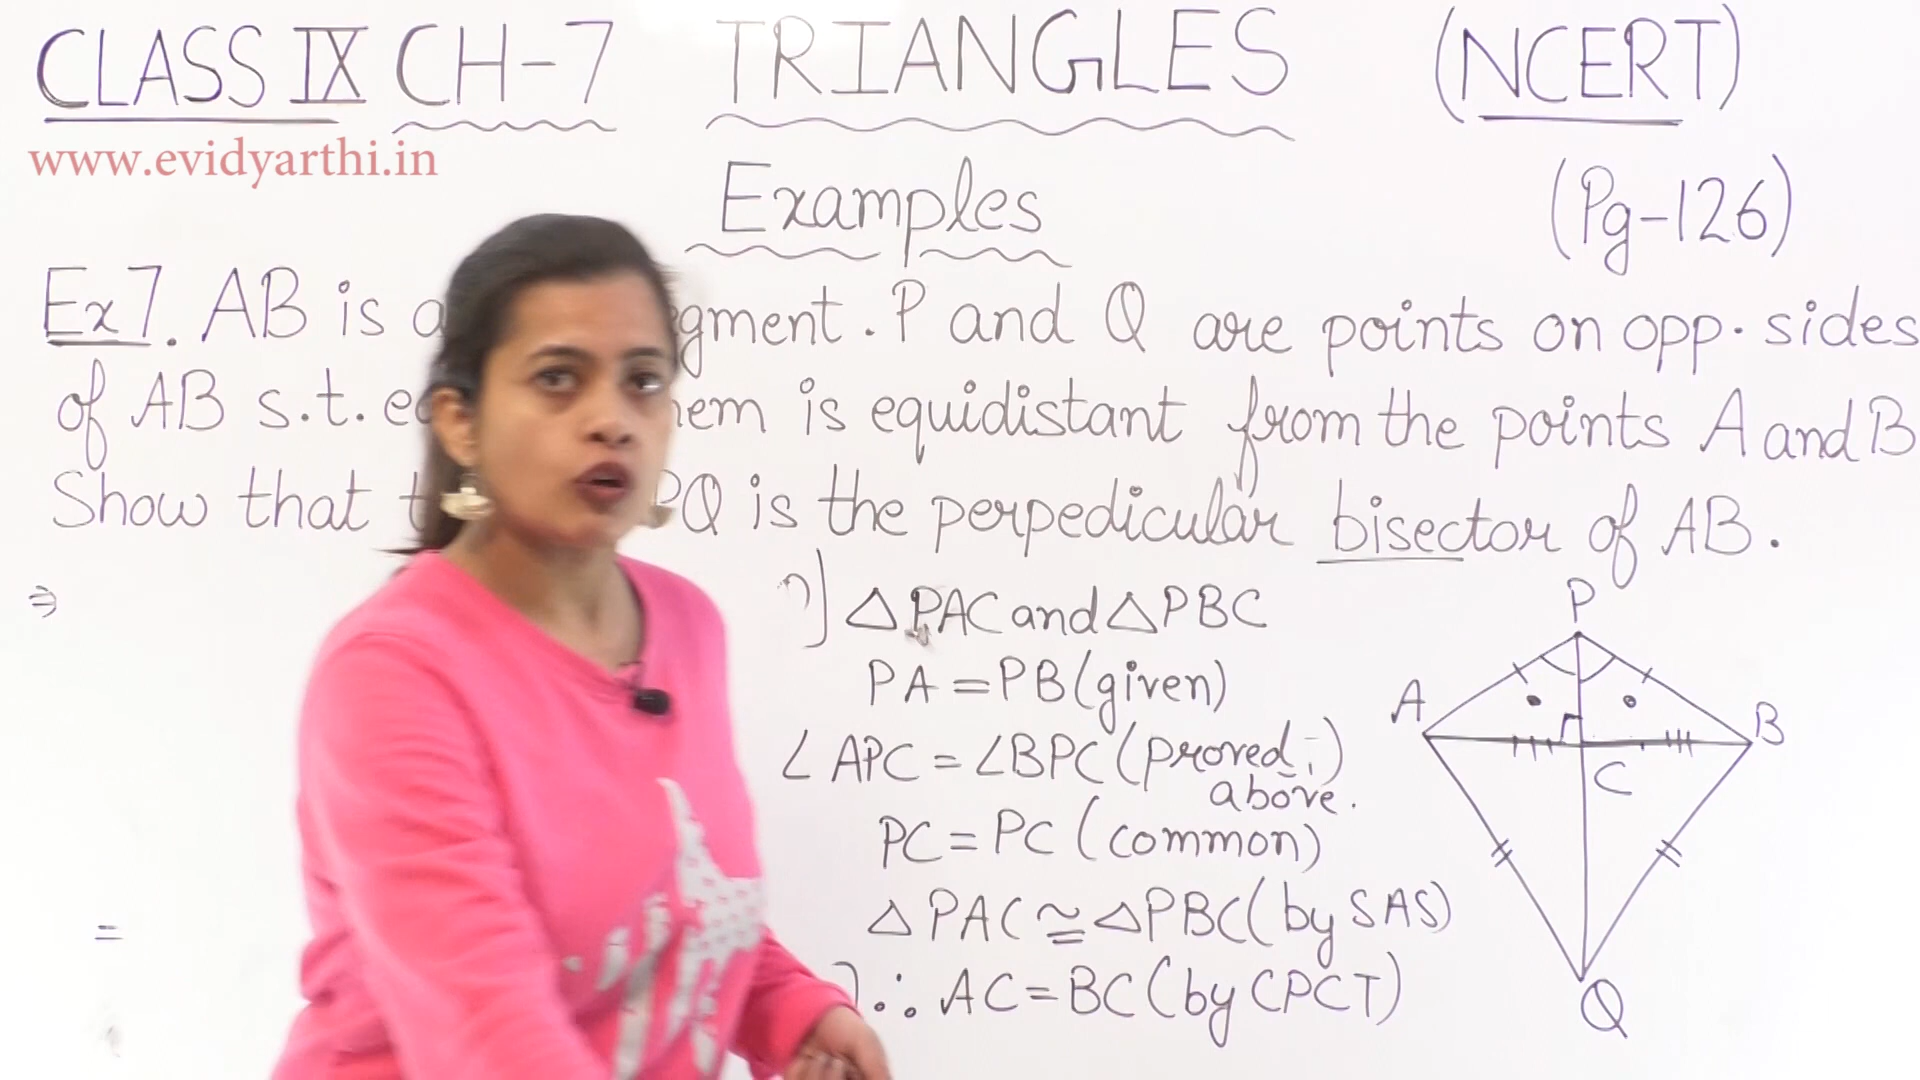 CLASS IX CH-7 TRIANGLES (NCERT)
www.evidyarthi.in
Examples (Pg-126)
Ex7. AB is a gment. P and Q are points on opp. sides
of AB s.t. hem is equidistant from the points A and B
Show that PQ is the perpedicular bisector of AB.
⇒
△PAC and △PBC
PA = PB (given)
∠APC = ∠BPC (proved above.)
PC = PC (common)
△PAC ≅ △PBC (by SAS)
∴ AC = BC (by CPCT)
=
P
A
B
C
Q